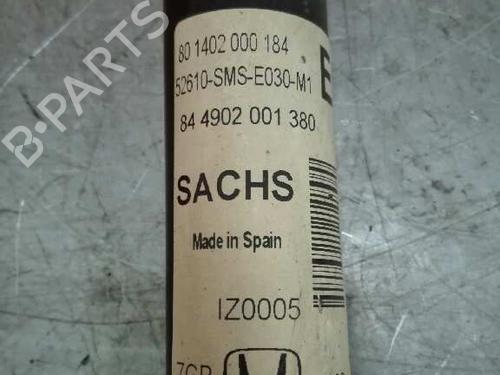 80 1402 000 184
52610-SMS-E030-M1
E
84 4902 001 380
SACHS
Made in Spain
IZ0005
B-PARTS